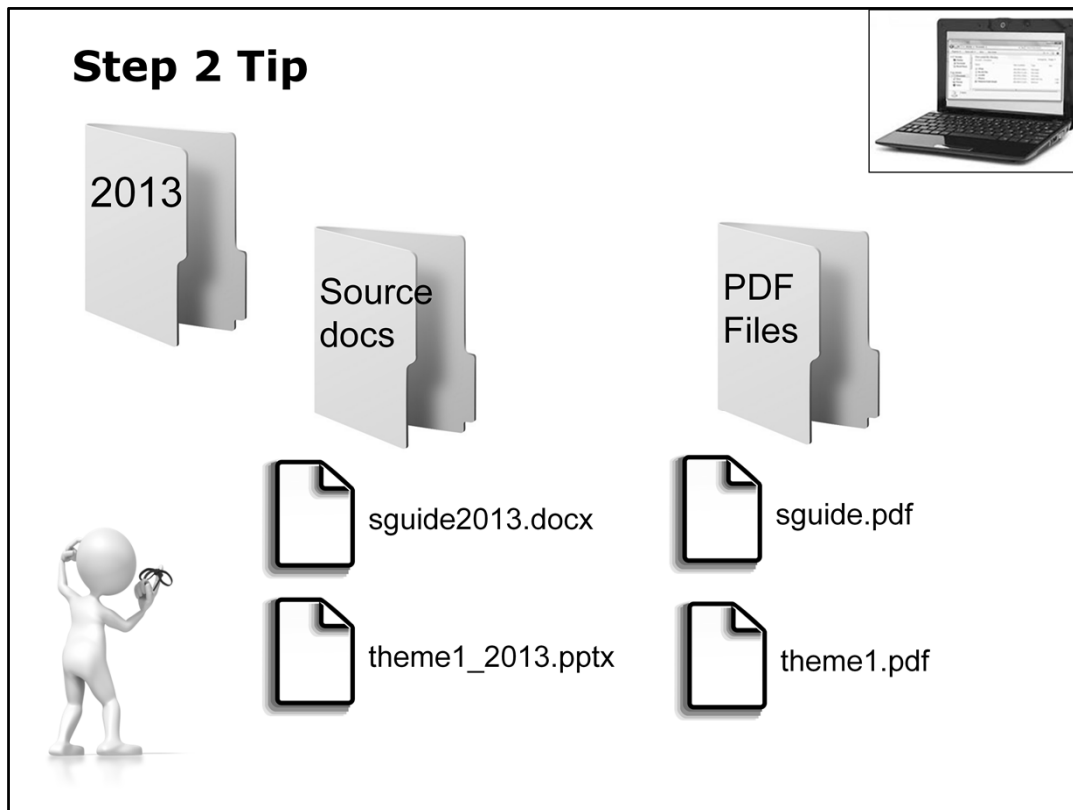 Step 2 Tip
2013
Source
docs
PDF
Files
sguide2013.docx
sguide.pdf
theme1_2013.pptx
theme1.pdf